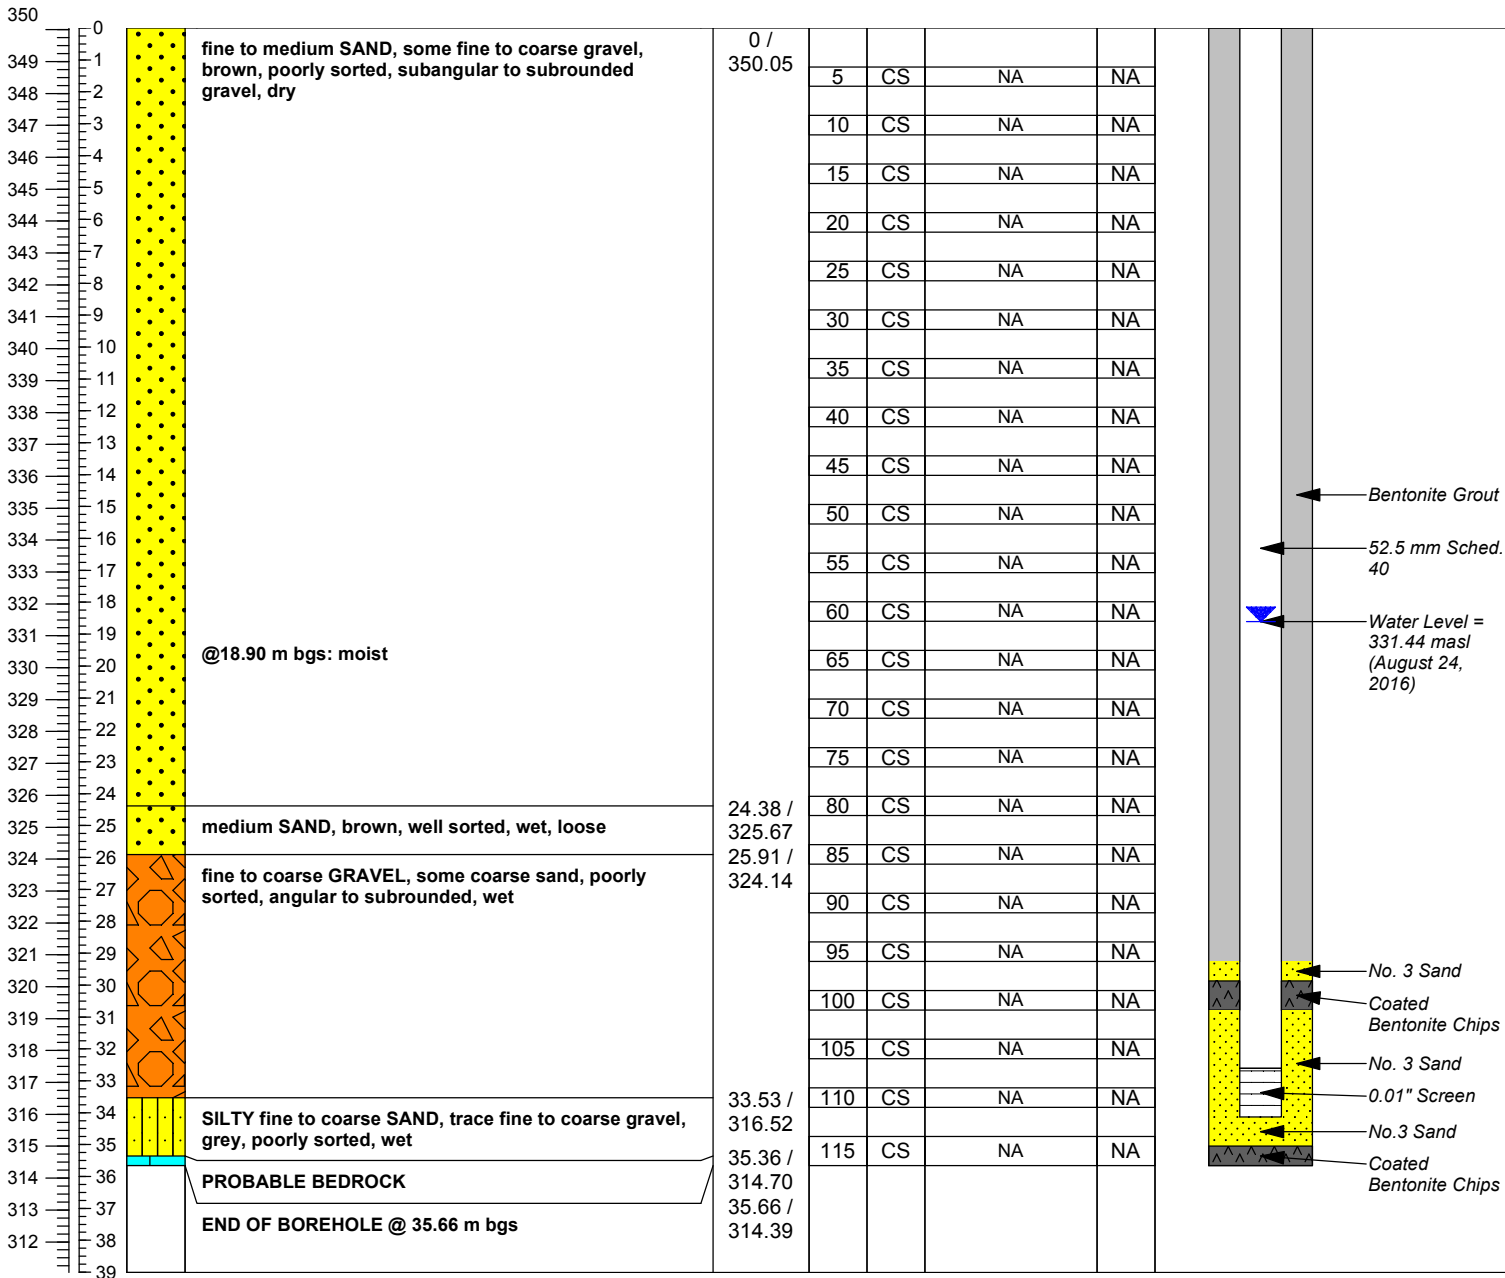 350
349
348
347
346
345
344
343
342
341
340
339
338
337
336
335
334
333
332
331
330
329
328
327
326
325
324
323
322
321
320
319
318
317
316
315
314
313
312
0
1
2
3
4
5
6
7
8
9
10
11
12
13
14
15
16
17
18
19
20
21
22
23
24
25
26
27
28
29
30
31
32
33
34
35
36
37
38
39
fine to medium SAND, some fine to coarse gravel,
brown, poorly sorted, subangular to subrounded
gravel, dry
@18.90 m bgs: moist
medium SAND, brown, well sorted, wet, loose
fine to coarse GRAVEL, some coarse sand, poorly
sorted, angular to subrounded, wet
SILTY fine to coarse SAND, trace fine to coarse gravel,
grey, poorly sorted, wet
PROBABLE BEDROCK
END OF BOREHOLE @ 35.66 m bgs
0 /
350.05
24.38 /
325.67
25.91 /
324.14
33.53 /
316.52
35.36 /
314.70
35.66 /
314.39
5 CS NA NA
10 CS NA NA
15 CS NA NA
20 CS NA NA
25 CS NA NA
30 CS NA NA
35 CS NA NA
40 CS NA NA
45 CS NA NA
50 CS NA NA
55 CS NA NA
60 CS NA NA
65 CS NA NA
70 CS NA NA
75 CS NA NA
80 CS NA NA
85 CS NA NA
90 CS NA NA
95 CS NA NA
100 CS NA NA
105 CS NA NA
110 CS NA NA
115 CS NA NA
Bentonite Grout
52.5 mm Sched.
40
Water Level =
331.44 masl
(August 24,
2016)
No. 3 Sand
Coated
Bentonite Chips
No. 3 Sand
0.01" Screen
No.3 Sand
Coated
Bentonite Chips